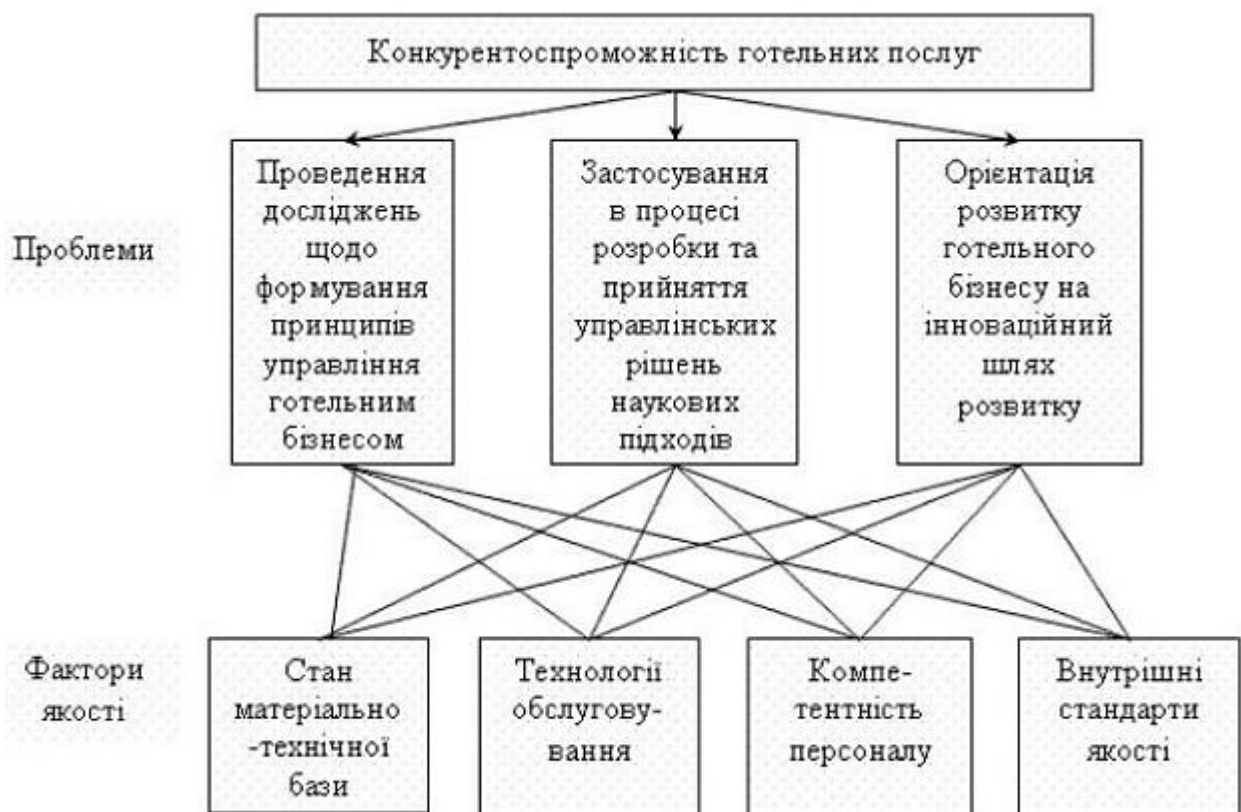 Конкурентоспроможність готельних послуг
Проблеми
Проведення
досліджень
щодо
формування
принципів
управління
готельним
бізнесом
Застосування
в процесі
розробки та
прийняття
управлінських
рішень
наукових
підходів
Орієнтація
розвитку
готельного
бізнесу на
інноваційний
шлях
розвитку
Фактори
якості
Стан
матеріально
-технічної
бази
Технології
обслугову-
вання
Компе-
тентність
персоналу
Внутрішні
стандарти
якості